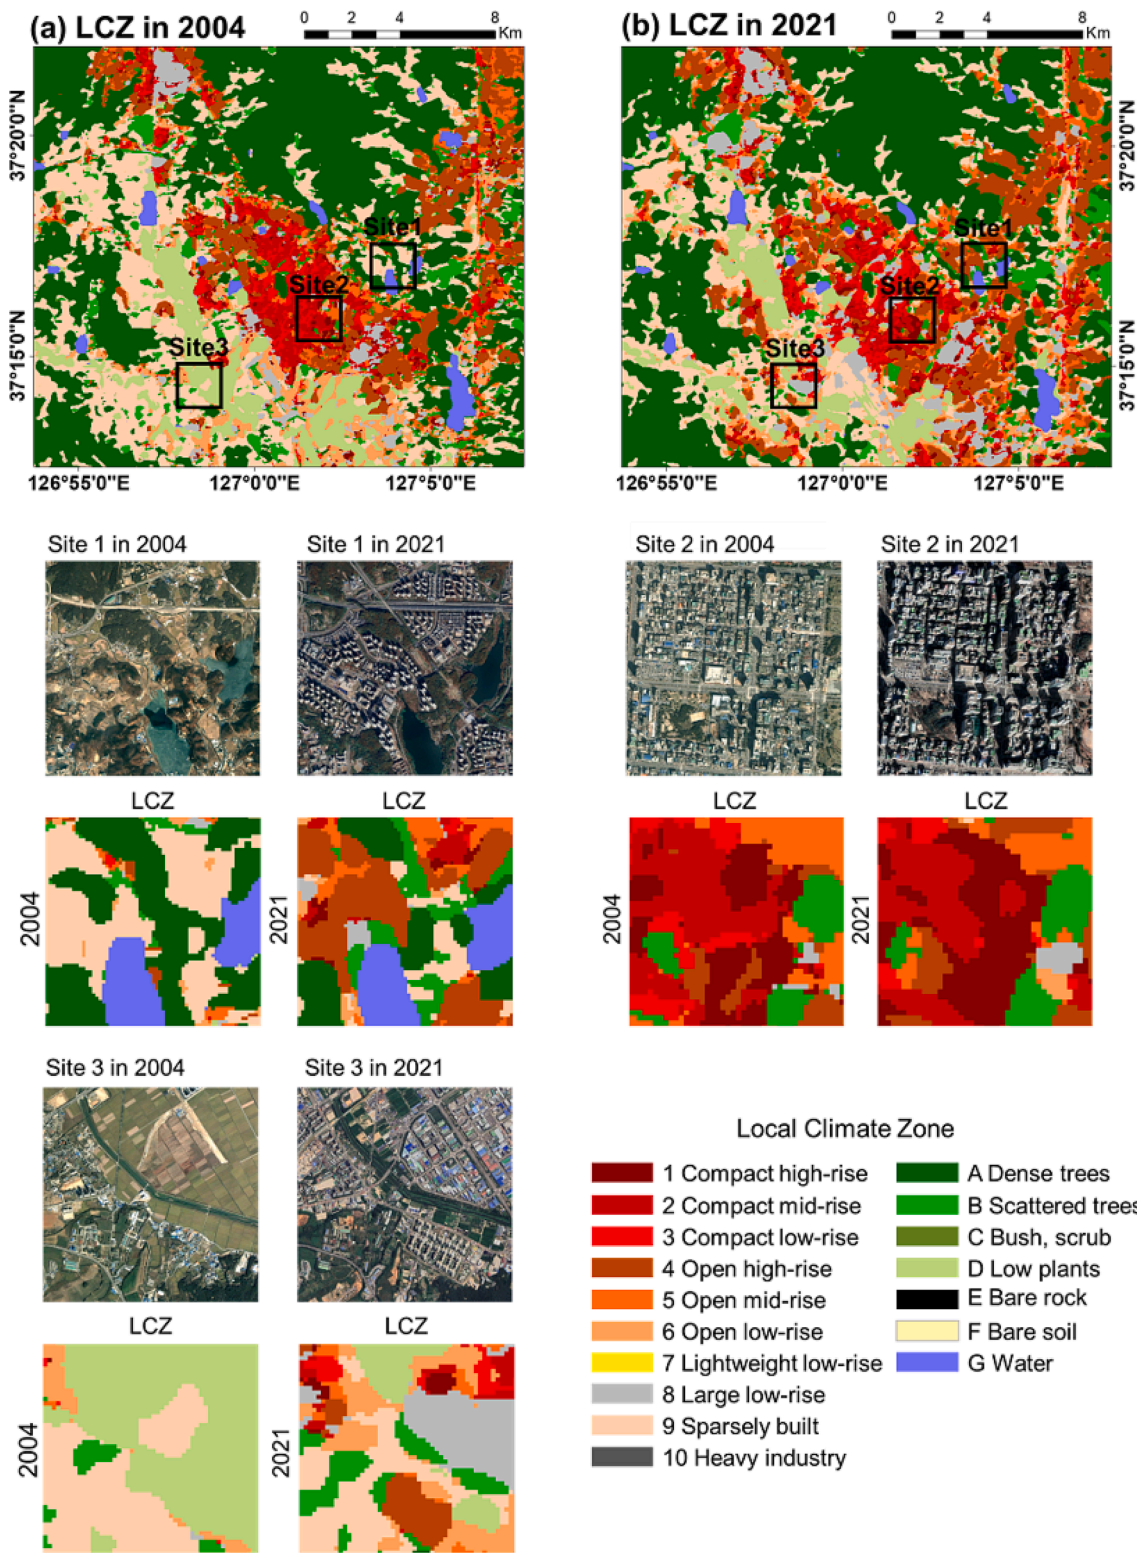 (a) LCZ in 2004
0 2 4 8
Km
(b) LCZ in 2021
0 2 4 8
Km
37°20'0"N
37°15'0"N
Site1
Site2
Site3
126°55'0"E 127°0'0"E 127°5'0"E
Site1
Site2
Site3
37°20'0"N
37°15'0"N
126°55'0"E 127°0'0"E 127°5'0"E
Site 1 in 2004
Site 1 in 2021
Site 2 in 2004
Site 2 in 2021
LCZ
LCZ
LCZ
2004
2021
2004
2021
Site 3 in 2004
Site 3 in 2021
LCZ
LCZ
2004
2021
Local Climate Zone
1 Compact high-rise
2 Compact mid-rise
3 Compact low-rise
4 Open high-rise
5 Open mid-rise
6 Open low-rise
7 Lightweight low-rise
8 Large low-rise
9 Sparsely built
10 Heavy industry
A Dense trees
B Scattered trees
C Bush, scrub
D Low plants
E Bare rock
F Bare soil
G Water